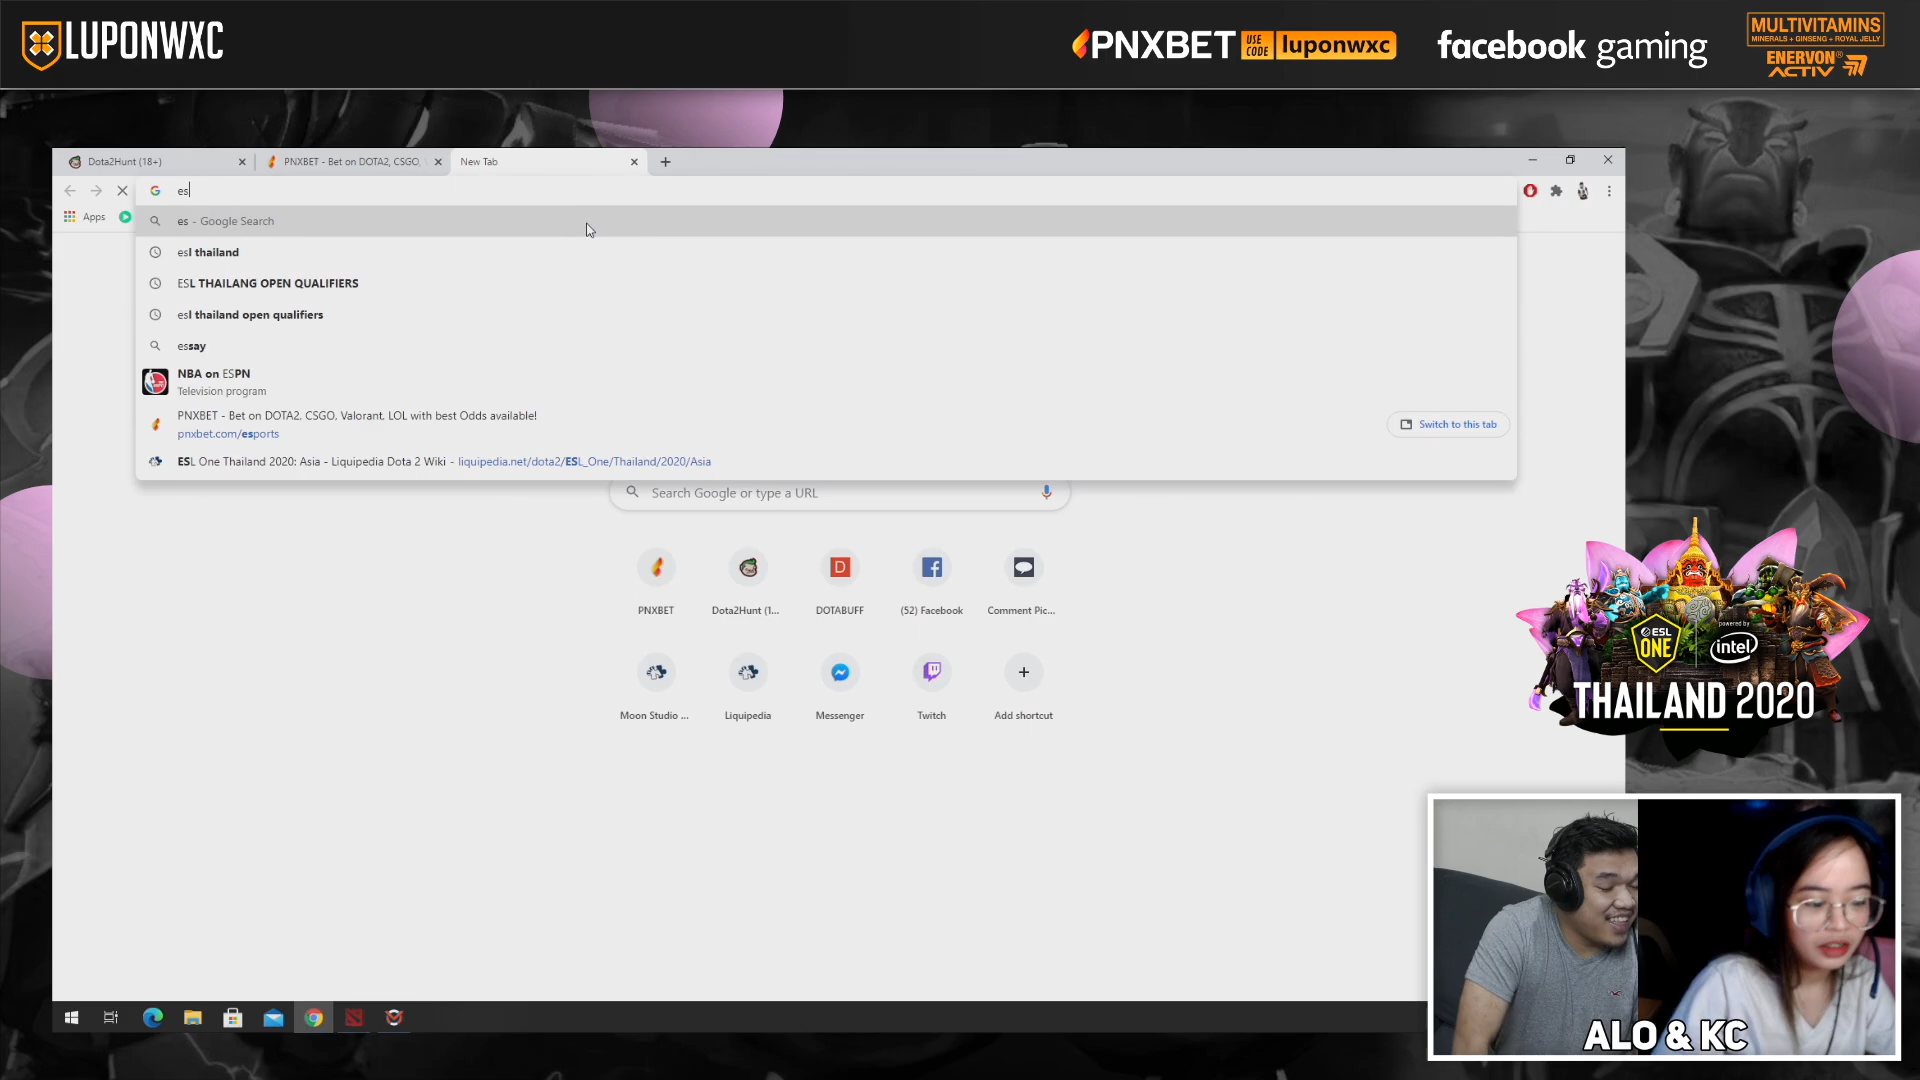 LUPONWXC
PNXBET USE CODE luponwxc
facebook gaming
MULTIVITAMINS
MINERALS + GINSENG + ROYAL JELLY
ENERVON®
ACTIV
Dota2Hunt (18+)
PNXBET - Bet on DOTA2, CSGO,
New Tab
es
Apps
es - Google Search
esl thailand
ESL THAILANG OPEN QUALIFIERS
esl thailand open qualifiers
essay
NBA on ESPN
Television program
PNXBET - Bet on DOTA2, CSGO, Valorant, LOL with best Odds available!
pnxbet.com/esports
Switch to this tab
ESL One Thailand 2020: Asia - Liquipedia Dota 2 Wiki - liquipedia.net/dota2/ESL_One/Thailand/2020/Asia
Search Google or type a URL
D
PNXBET
Dota2Hunt (1...
DOTABUFF
(52) Facebook
Comment Pic...
Moon Studio ...
Liquipedia
Messenger
Twitch
Add shortcut
ESL
ONE
powered by
intel
THAILAND 2020
ALO & KC